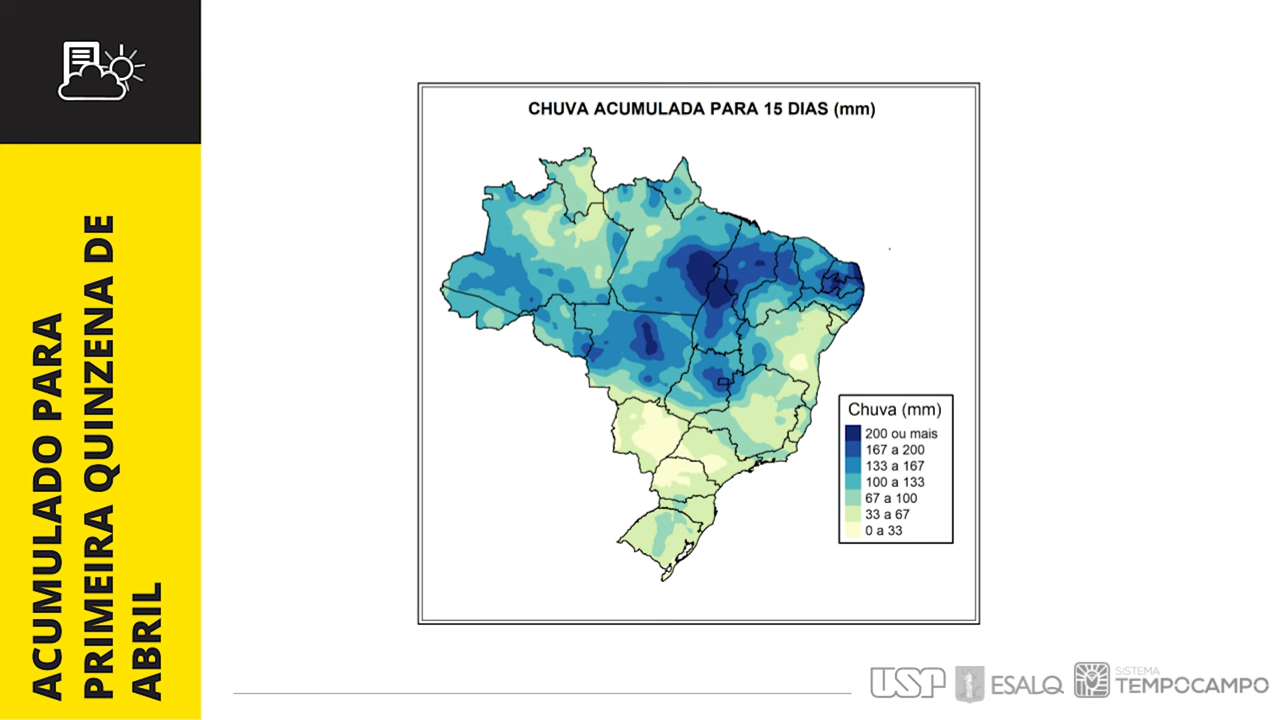 ACUMULADO PARA
PRIMEIRA QUINZENA DE
ABRIL
CHUVA ACUMULADA PARA 15 DIAS (mm)
Chuva (mm)
200 ou mais
167 a 200
133 a 167
100 a 133
67 a 100
33 a 67
0 a 33
USP
ESALQ
SISTEMA
TEMPOCAMPO